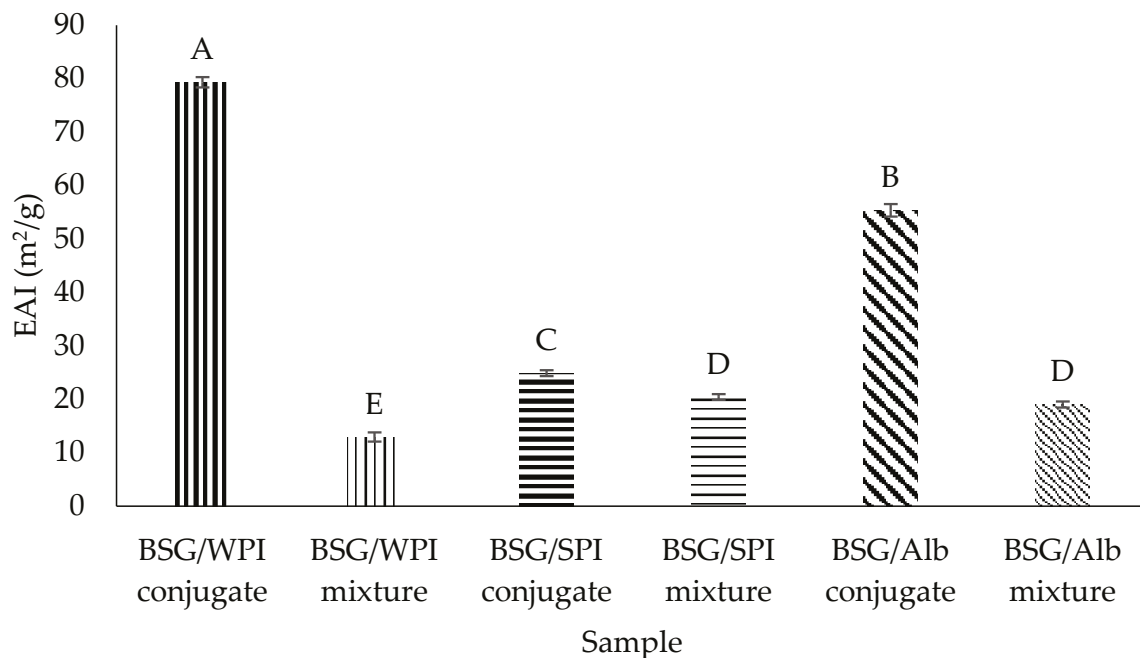 90
80
70
60
50
40
30
20
10
0
EAI (m²/g)
A
E
C
D
B
D
BSG/WPI conjugate
BSG/WPI mixture
BSG/SPI conjugate
BSG/SPI mixture
BSG/Alb conjugate
BSG/Alb mixture
Sample